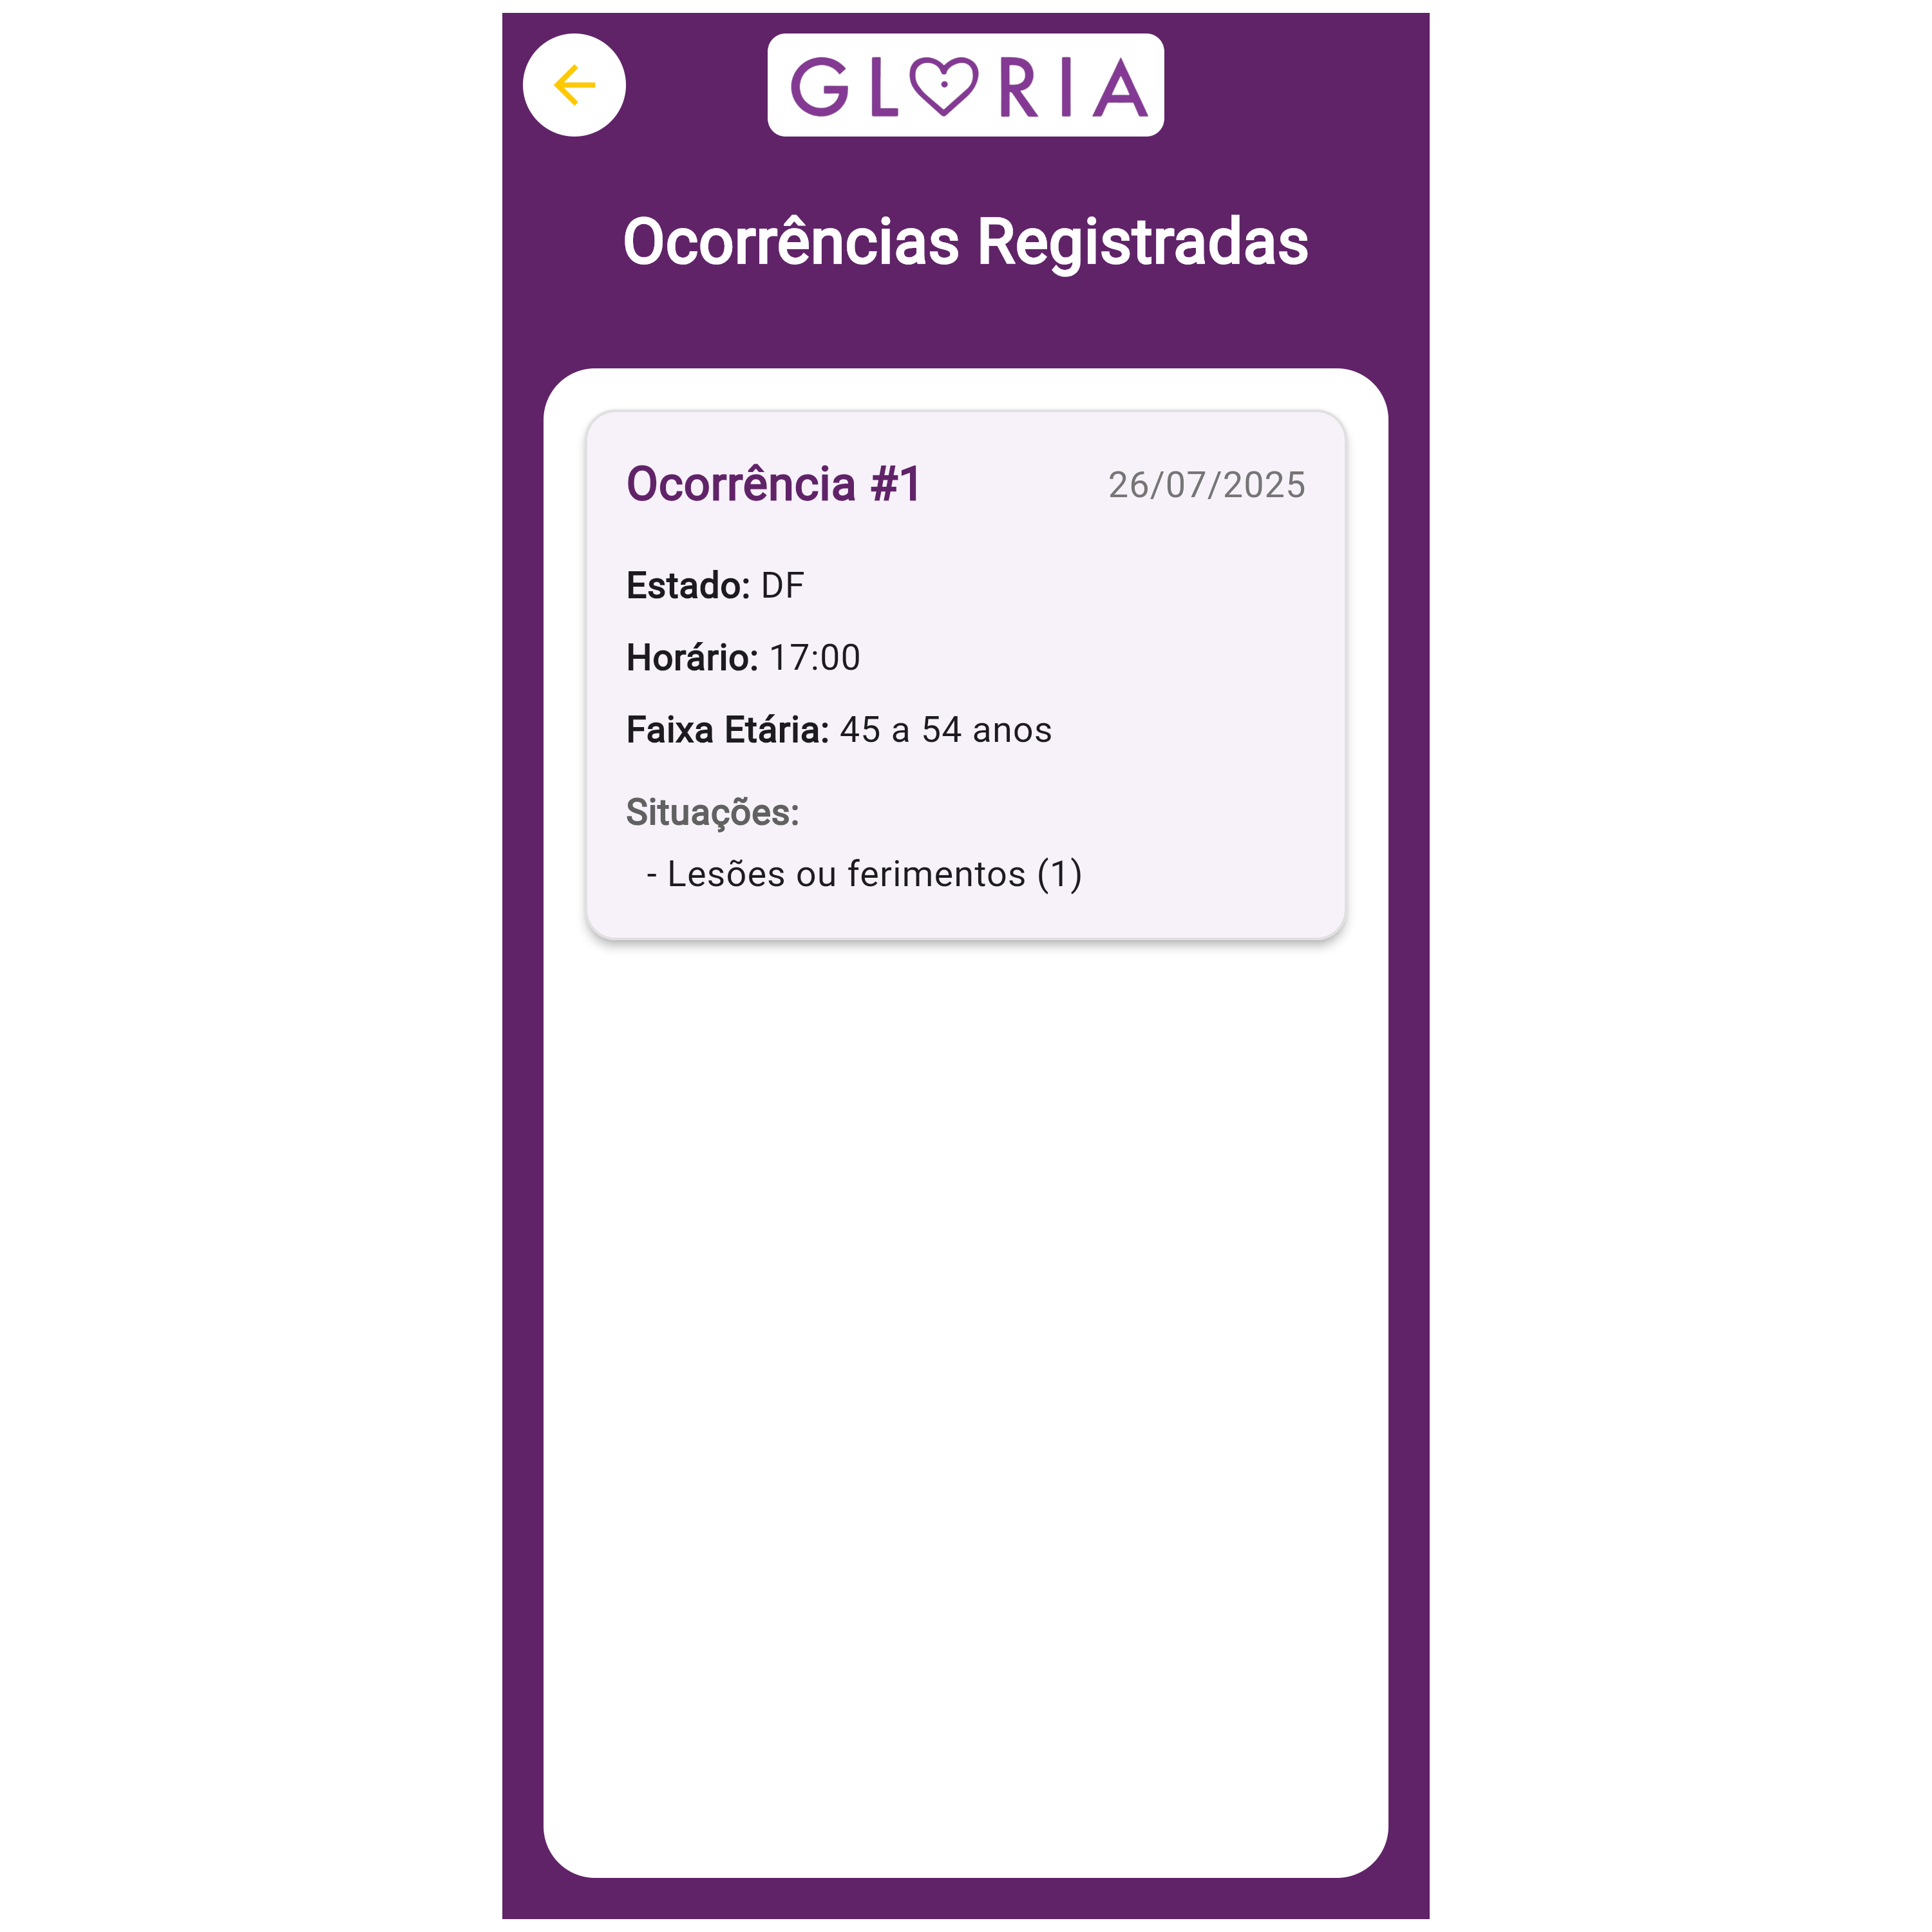 GLORIA
Ocorrências Registradas
Ocorrência #1 26/07/2025
Estado: DF
Horário: 17:00
Faixa Etária: 45 a 54 anos
Situações:
- Lesões ou ferimentos (1)